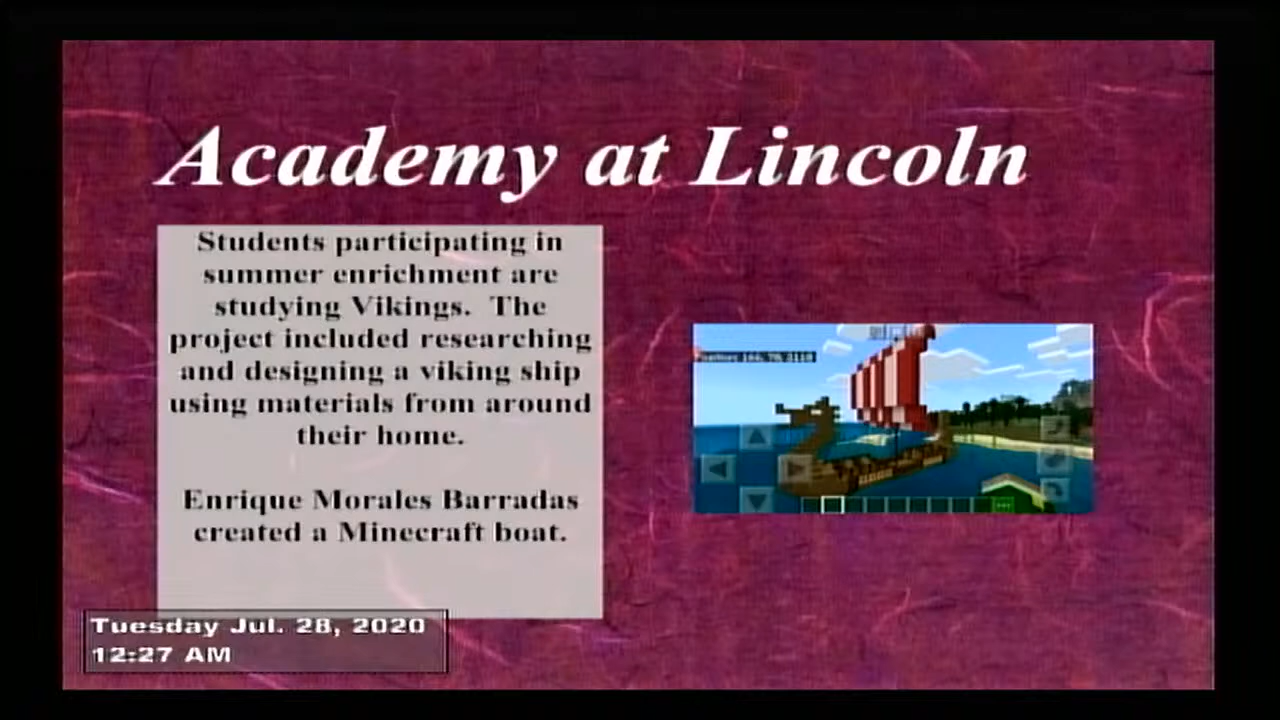 Academy at Lincoln
Students participating in
summer enrichment are
studying Vikings. The
project included researching
and designing a viking ship
using materials from around
their home.
Enrique Morales Barradas
created a Minecraft boat.
Tuesday Jul. 28, 2020
12:27 AM